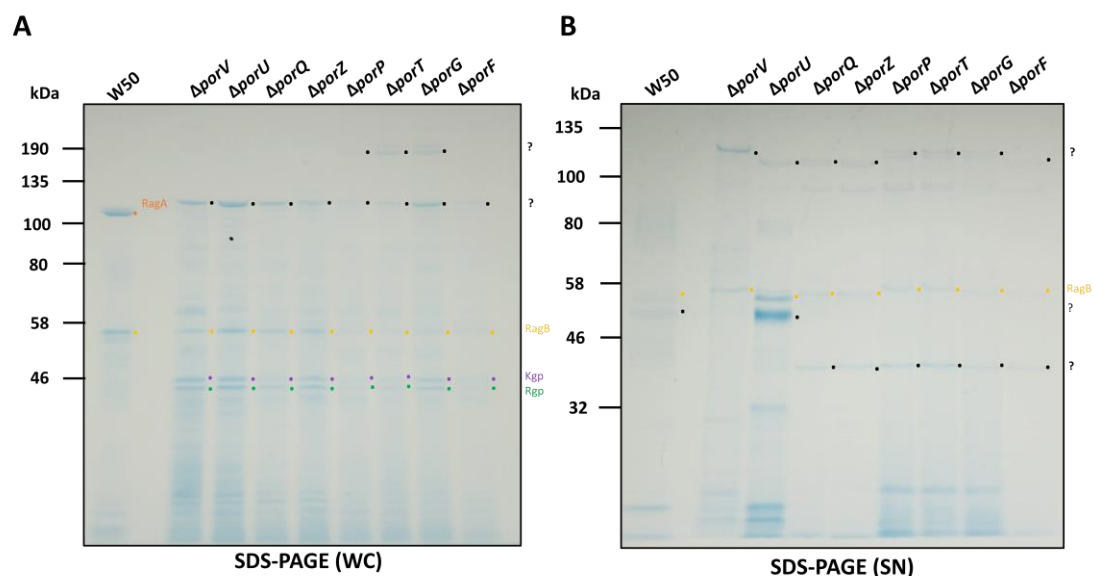 A
W50 ΔporV ΔporU ΔporQ ΔporZ ΔporP ΔporT ΔporG ΔporF
kDa
190
135
100
80
58
46
RagA
?
?
RagB
Kgp
Rgp
SDS-PAGE (WC)
B
W50 ΔporV ΔporU ΔporQ ΔporZ ΔporP ΔporT ΔporG ΔporF
kDa
135
100
80
58
46
32
?
RagB
?
?
SDS-PAGE (SN)